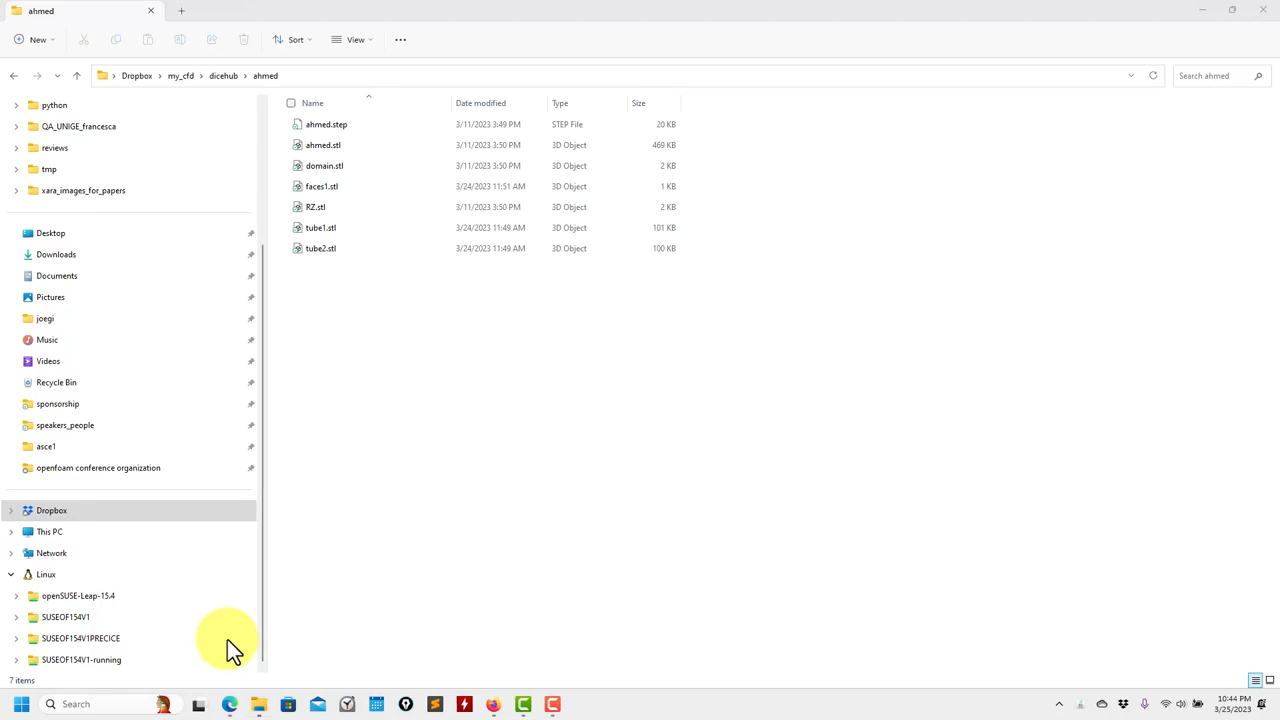 ahmed
New
Sort
View
Dropbox
my_cfd
dicehub
ahmed
Search ahmed
python
QA_UNIGE_francesca
reviews
tmp
xara_images_for_papers
Desktop
Downloads
Documents
Pictures
joegi
Music
Videos
Recycle Bin
sponsorship
speakers_people
asce1
openfoam conference organization
Dropbox
This PC
Network
Linux
openSUSE-Leap-15.4
SUSEOF154V1
SUSEOF154V1PRECICE
SUSEOF154V1-running
Name Date modified Type Size
ahmed.step 3/11/2023 3:49 PM STEP File 20 KB
ahmed.stl 3/11/2023 3:50 PM 3D Object 469 KB
domain.stl 3/11/2023 3:50 PM 3D Object 2 KB
faces1.stl 3/24/2023 11:51 AM 3D Object 1 KB
RZ.stl 3/11/2023 3:50 PM 3D Object 2 KB
tube1.stl 3/24/2023 11:49 AM 3D Object 101 KB
tube2.stl 3/24/2023 11:49 AM 3D Object 100 KB
7 items
Search
10:44 PM
3/25/2023